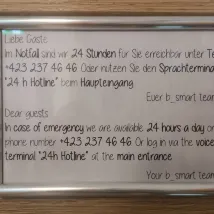 Liebe Gäste
Im Notfall sind wir 24 Stunden für Sie erreichbar unter Te
+423 237 46 46 Oder nutzen Sie den Sprachtermina
"24 h Hotline" beim Haupteingang.
Euer b_smart team
Dear guests
In case of emergency we are available 24 hours a day on
phone number +423 237 46 46 Or log in via the voice
terminal "24h Hotline" at the main entrance
Your b_smart team